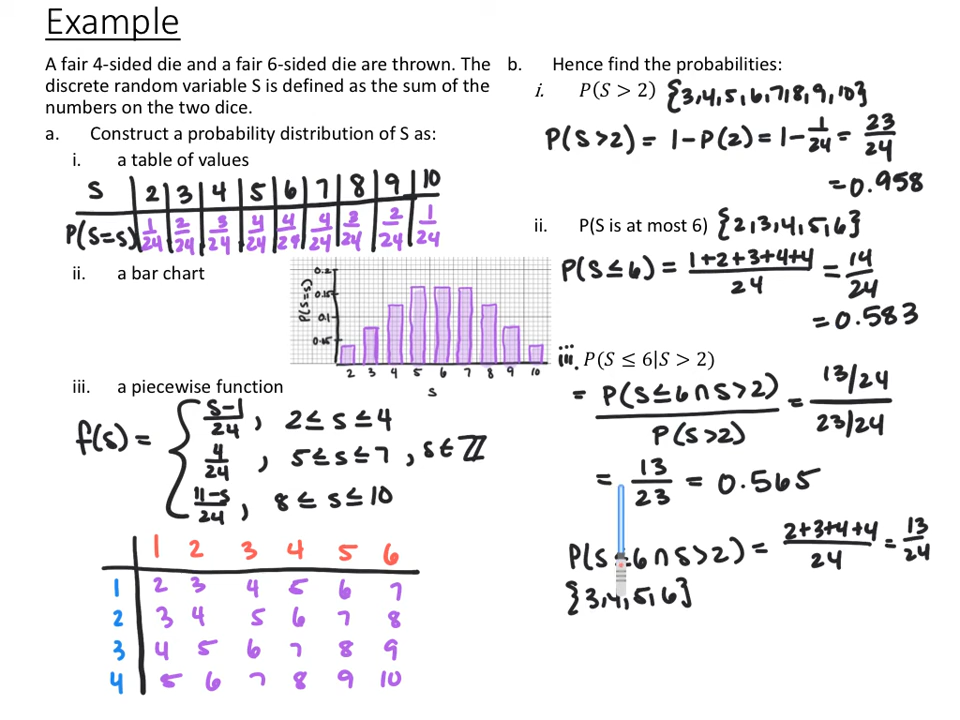 Example
A fair 4-sided die and a fair 6-sided die are thrown. The
discrete random variable S is defined as the sum of the
numbers on the two dice.
a. Construct a probability distribution of S as:
i. a table of values
S | 2 | 3 | 4 | 5 | 6 | 7 | 8 | 9 | 10
P(S=s) | 1/24 | 2/24 | 3/24 | 4/24 | 4/24 | 4/24 | 3/24 | 2/24 | 1/24
ii. a bar chart
P(S=s)
0.2
0.15
0.1
0.05
2 3 4 5 6 7 8 9 10
S
iii. a piecewise function
f(s) = {
s-1/24 , 2 ≤ s ≤ 4
4/24 , 5 ≤ s ≤ 7 , s ∈ ℤ
11-s/24 , 8 ≤ s ≤ 10
1 2 3 4 5 6
1 2 3 4 5 6 7
2 3 4 5 6 7 8
3 4 5 6 7 8 9
4 5 6 7 8 9 10
b. Hence find the probabilities:
i. P(S > 2) {3,4,5,6,7,8,9,10}
P(S>2) = 1-P(2) = 1-1/24 = 23/24
=0.958
ii. P(S is at most 6) {2,3,4,5,6}
P(S≤6) = 1+2+3+4+4/24 = 14/24
=0.583
iii. P(S ≤ 6|S > 2)
= P(S≤6∩S>2)/P(S>2) = 13/24/23/24
= 13/23 = 0.565
P(S≤6∩S>2) = 2+3+4+4/24 = 13/24
{3,4,5,6}